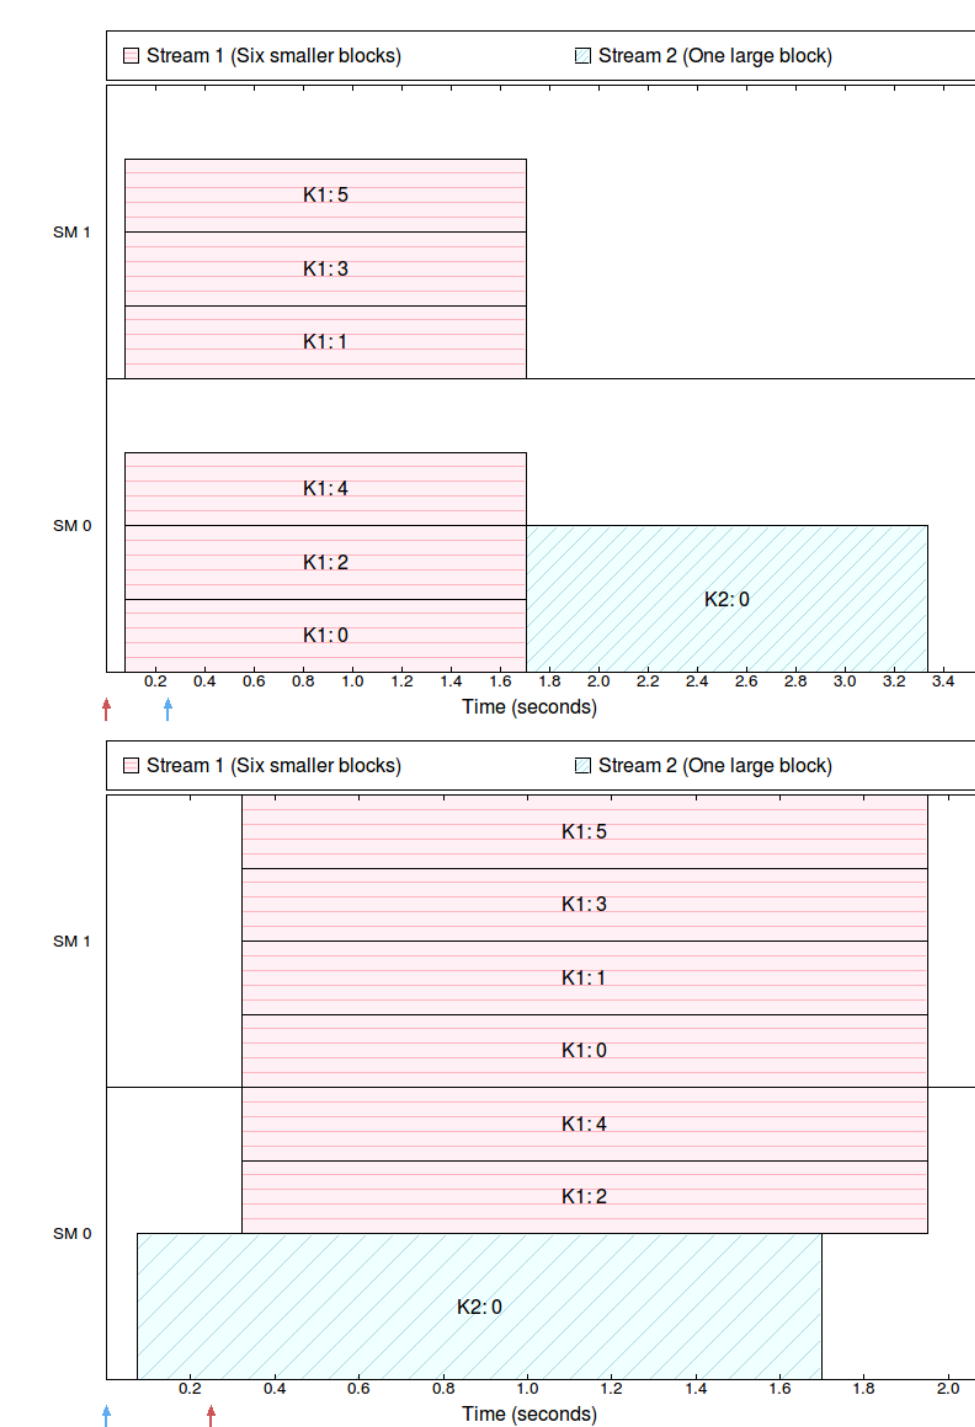 Stream 1 (Six smaller blocks) Stream 2 (One large block)
K1: 5
SM 1
K1: 3
K1: 1
K1: 4
SM 0
K1: 2
K2: 0
K1: 0
0.2 0.4 0.6 0.8 1.0 1.2 1.4 1.6 1.8 2.0 2.2 2.4 2.6 2.8 3.0 3.2 3.4
Time (seconds)
Stream 1 (Six smaller blocks) Stream 2 (One large block)
K1: 5
K1: 3
SM 1
K1: 1
K1: 0
K1: 4
K1: 2
SM 0
K2: 0
0.2 0.4 0.6 0.8 1.0 1.2 1.4 1.6 1.8 2.0
Time (seconds)